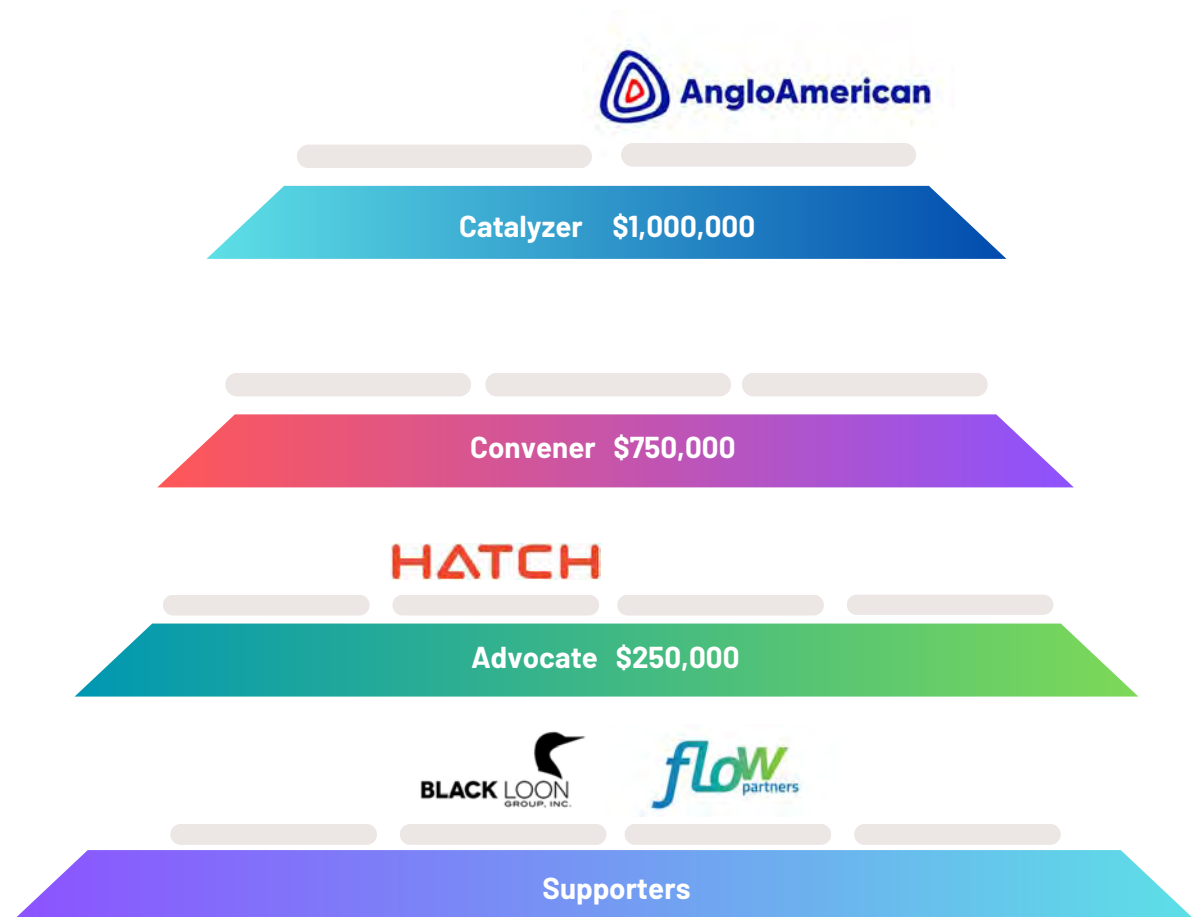 AngloAmerican
Catalyzer $1,000,000
Convener $750,000
HATCH
Advocate $250,000
BLACK LOON
GROUP, INC.
flow
partners
Supporters